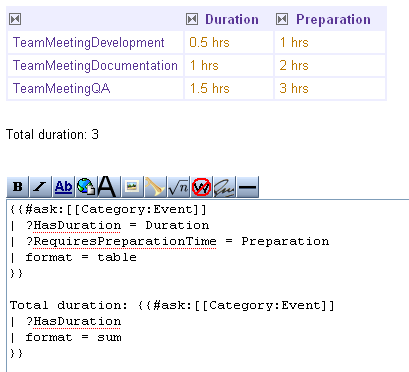 Duration Preparation
TeamMeetingDevelopment 0.5 hrs 1 hrs
TeamMeetingDocumentation 1 hrs 2 hrs
TeamMeetingQA 1.5 hrs 3 hrs
Total duration: 3
B I Ab A √n W
{{#ask:[[Category:Event]]
| ?HasDuration = Duration
| ?RequiresPreparationTime = Preparation
| format = table
}}
Total duration: {{#ask:[[Category:Event]]
| ?HasDuration
| format = sum
}}